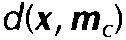 d(x, m_c)